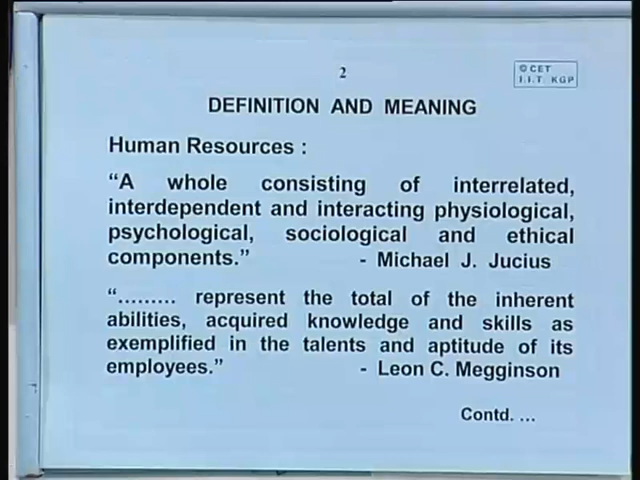 2
© CET
I.I.T. KGP
DEFINITION AND MEANING
Human Resources :
“A whole consisting of interrelated,
interdependent and interacting physiological,
psychological, sociological and ethical
components.” - Michael J. Jucius
“......... represent the total of the inherent
abilities, acquired knowledge and skills as
exemplified in the talents and aptitude of its
employees.” - Leon C. Megginson
Contd. ...